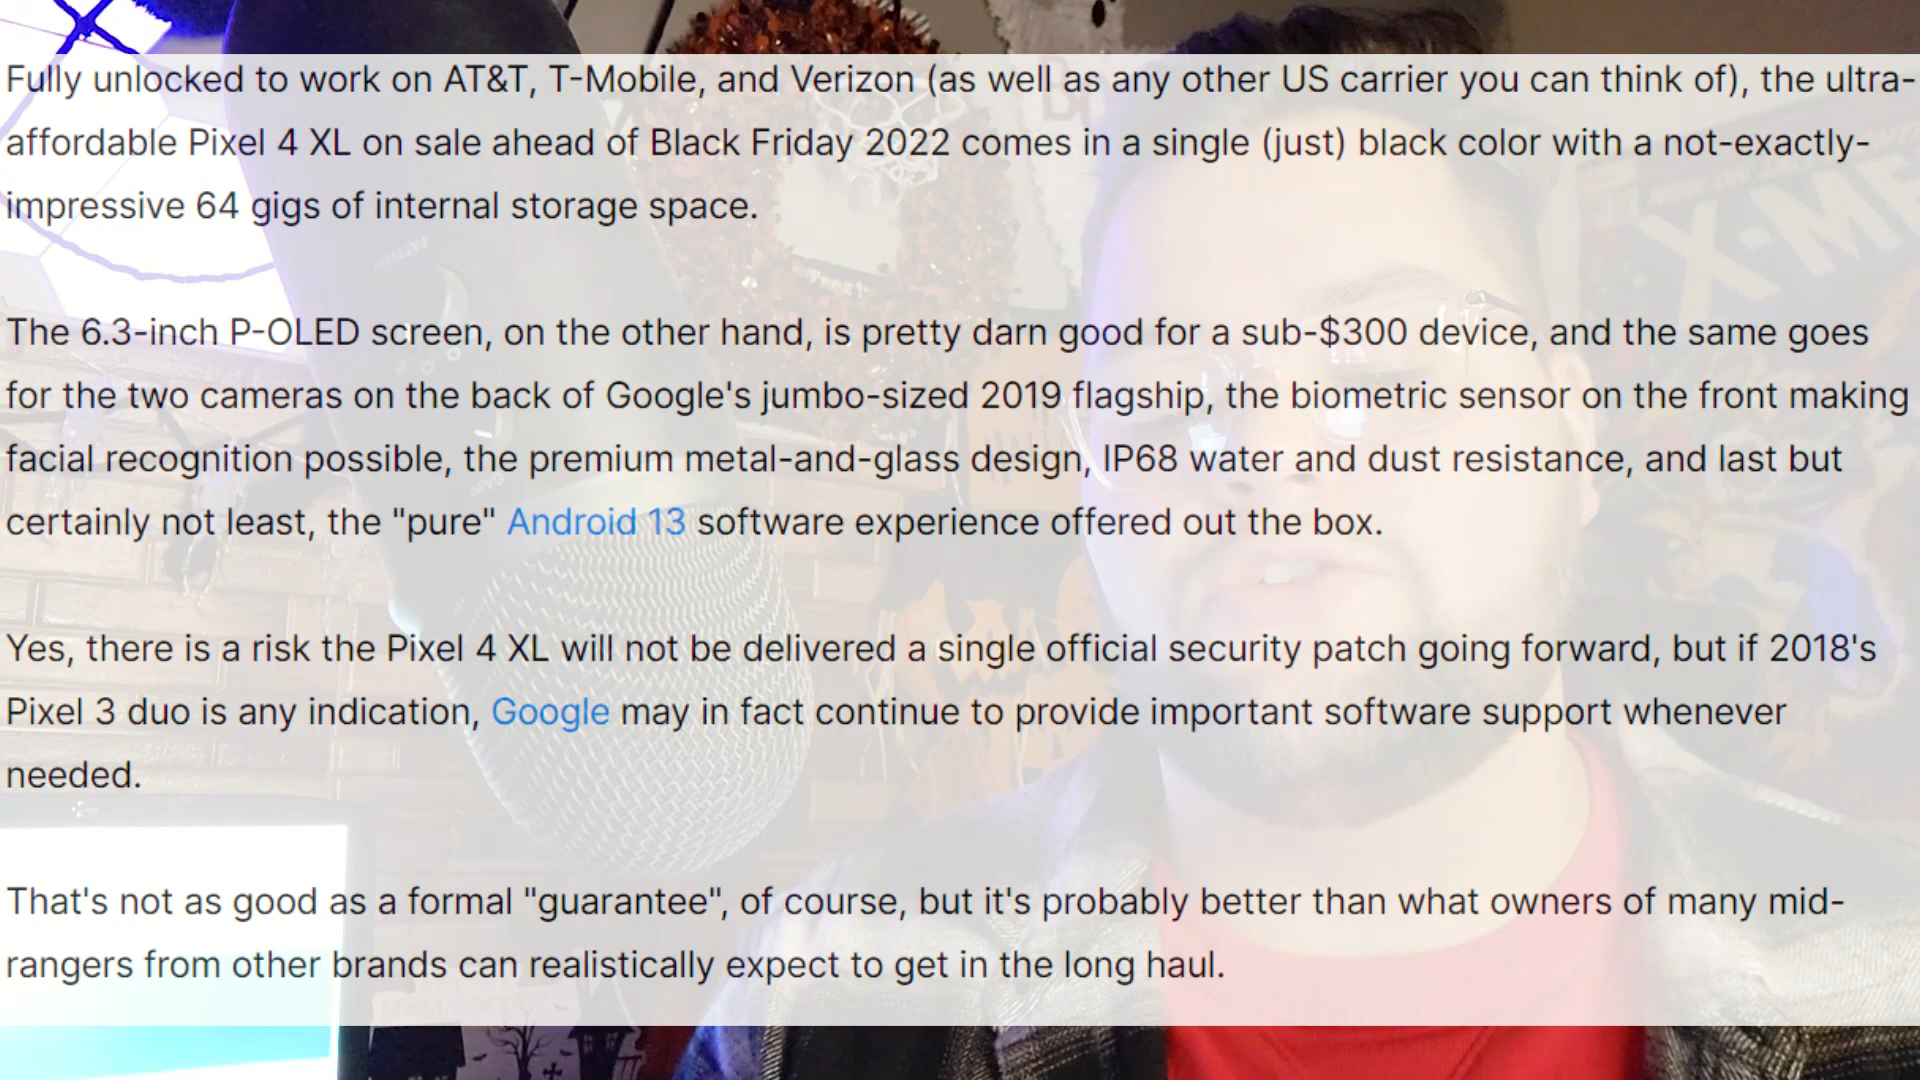 Fully unlocked to work on AT&T, T-Mobile, and Verizon (as well as any other US carrier you can think of), the ultra-
affordable Pixel 4 XL on sale ahead of Black Friday 2022 comes in a single (just) black color with a not-exactly-
impressive 64 gigs of internal storage space.
The 6.3-inch P-OLED screen, on the other hand, is pretty darn good for a sub-$300 device, and the same goes
for the two cameras on the back of Google's jumbo-sized 2019 flagship, the biometric sensor on the front making
facial recognition possible, the premium metal-and-glass design, IP68 water and dust resistance, and last but
certainly not least, the "pure" Android 13 software experience offered out the box.
Yes, there is a risk the Pixel 4 XL will not be delivered a single official security patch going forward, but if 2018's
Pixel 3 duo is any indication, Google may in fact continue to provide important software support whenever
needed.
That's not as good as a formal "guarantee", of course, but it's probably better than what owners of many mid-
rangers from other brands can realistically expect to get in the long haul.
X-ME
GAIN